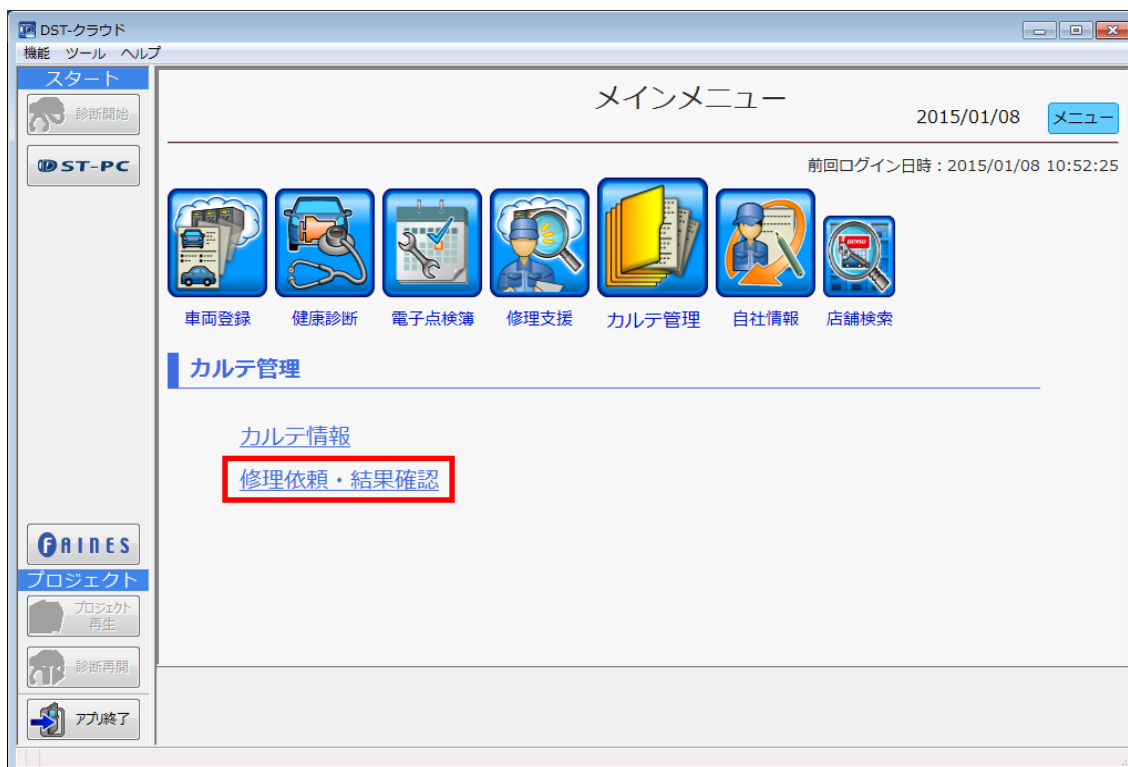 DST-クラウド
機能 ツール ヘルプ
スタート
診断開始
DST-PC
メインメニュー
2015/01/08
メニュー
前回ログイン日時：2015/01/08 10:52:25
DENSO
車両登録 健康診断 電子点検簿 修理支援 カルテ管理 自社情報 店舗検索
カルテ管理
カルテ情報
修理依頼・結果確認
FAINES
プロジェクト
プロジェクト
再生
診断再開
アプリ終了